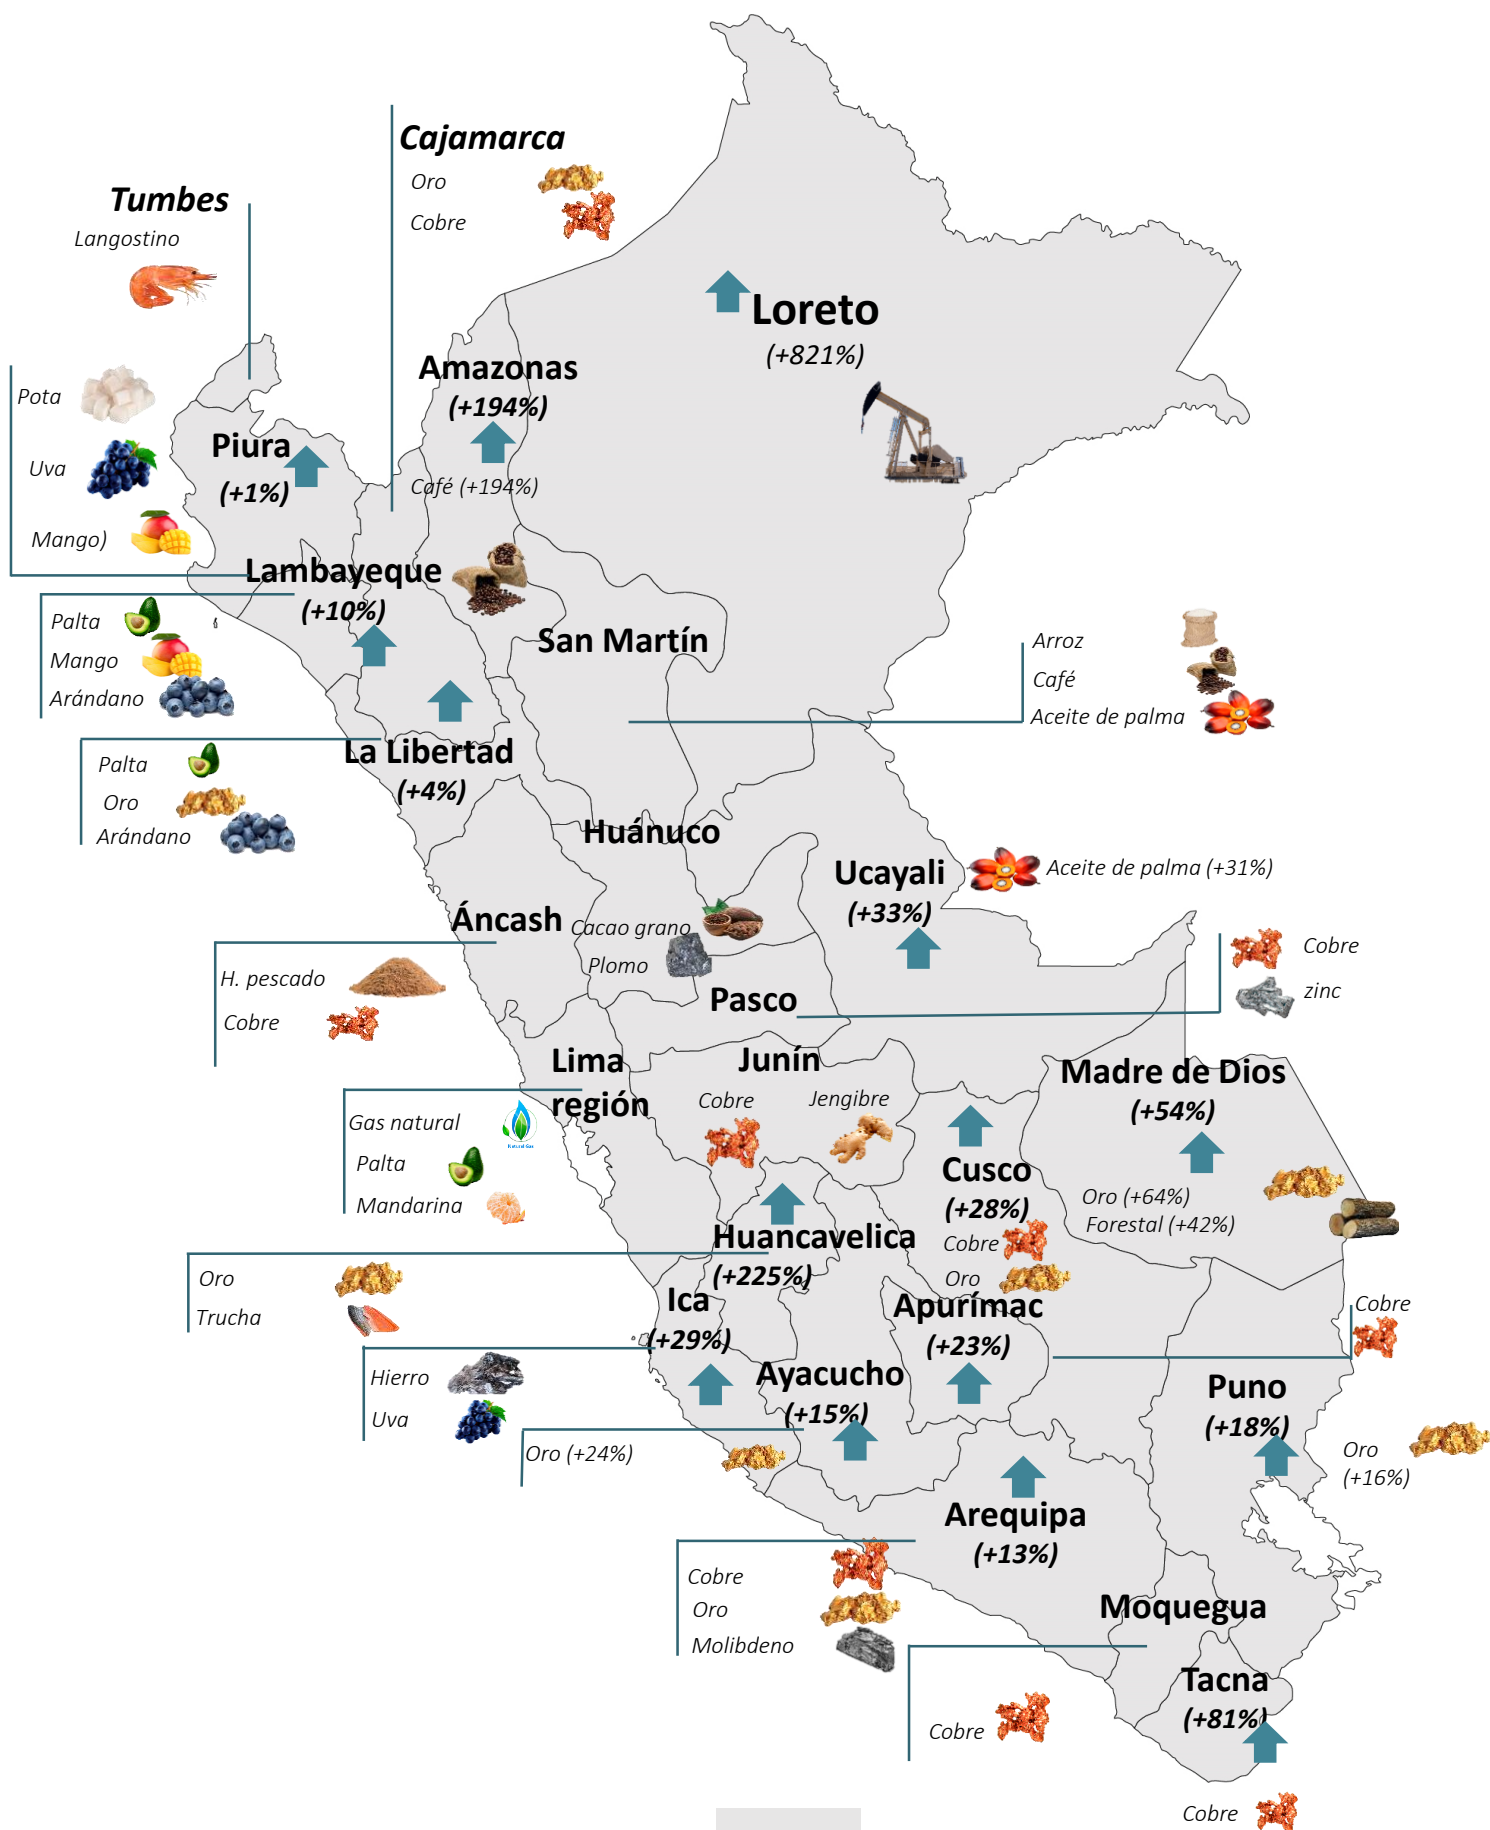 Cajamarca
Oro
Cobre
Tumbes
Langostino
Loreto
(+821%)
Amazonas
(+194%)
Café (+194%)
Pota
Uva
Mango)
Piura
(+1%)
Lambayeque
(+10%)
Palta
Mango
Arándano
San Martín
Arroz
Café
Aceite de palma
La Libertad
(+4%)
Palta
Oro
Arándano
Huánuco
Cacao grano
Plomo
Ucayali
(+33%)
Aceite de palma (+31%)
Áncash
H. pescado
Cobre
Pasco
Cobre
zinc
Lima
región
Gas natural
Natural Gas
Palta
Mandarina
Junín
Cobre
Jengibre
Madre de Dios
(+54%)
Oro (+64%)
Forestal (+42%)
Cusco
(+28%)
Cobre
Oro
Huancavelica
(+225%)
Oro
Trucha
Ica
(+29%)
Hierro
Uva
Apurímac
(+23%)
Cobre
Ayacucho
(+15%)
Oro (+24%)
Puno
(+18%)
Oro
(+16%)
Arequipa
(+13%)
Cobre
Oro
Molibdeno
Moquegua
Cobre
Tacna
(+81%)
Cobre